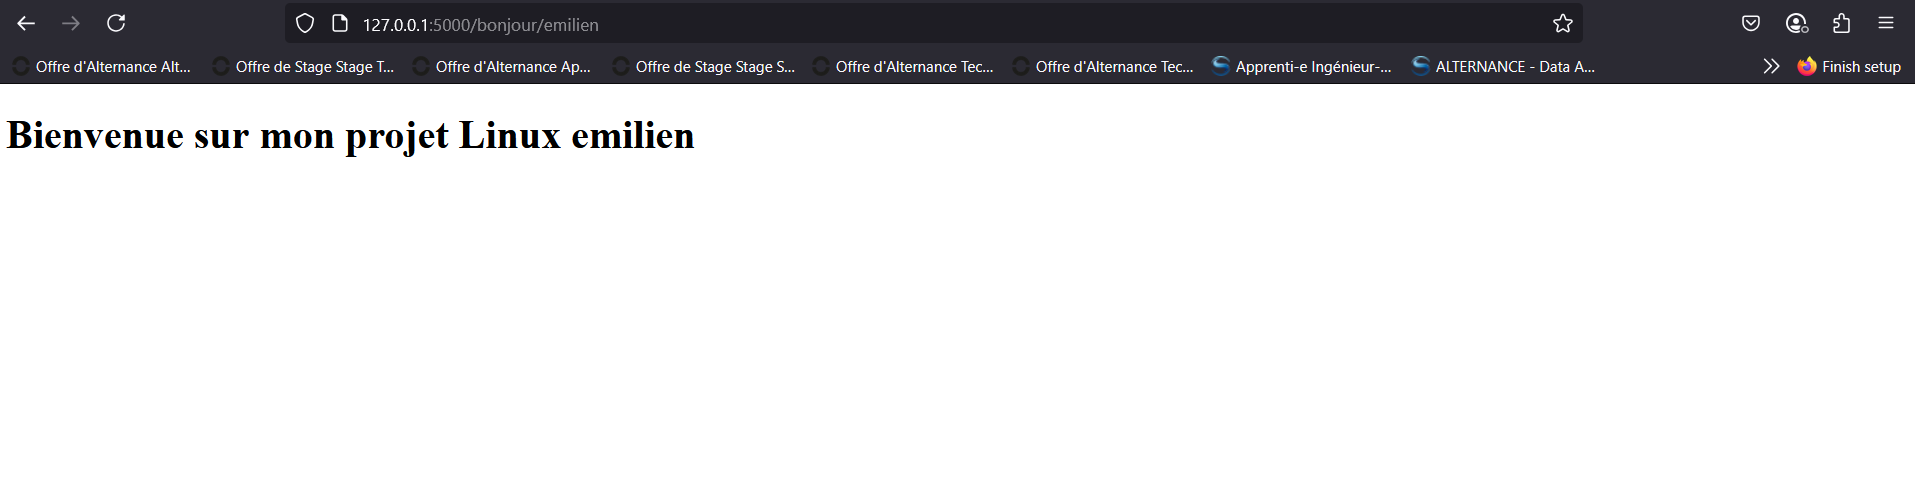 127.0.0.1:5000/bonjour/emilien
Offre d'Alternance Alt... Offre de Stage Stage T... Offre d'Alternance Ap... Offre de Stage Stage S... Offre d'Alternance Tec... Offre d'Alternance Tec... Apprenti-e Ingénieur-... ALTERNANCE - Data A... Finish setup
Bienvenue sur mon projet Linux emilien